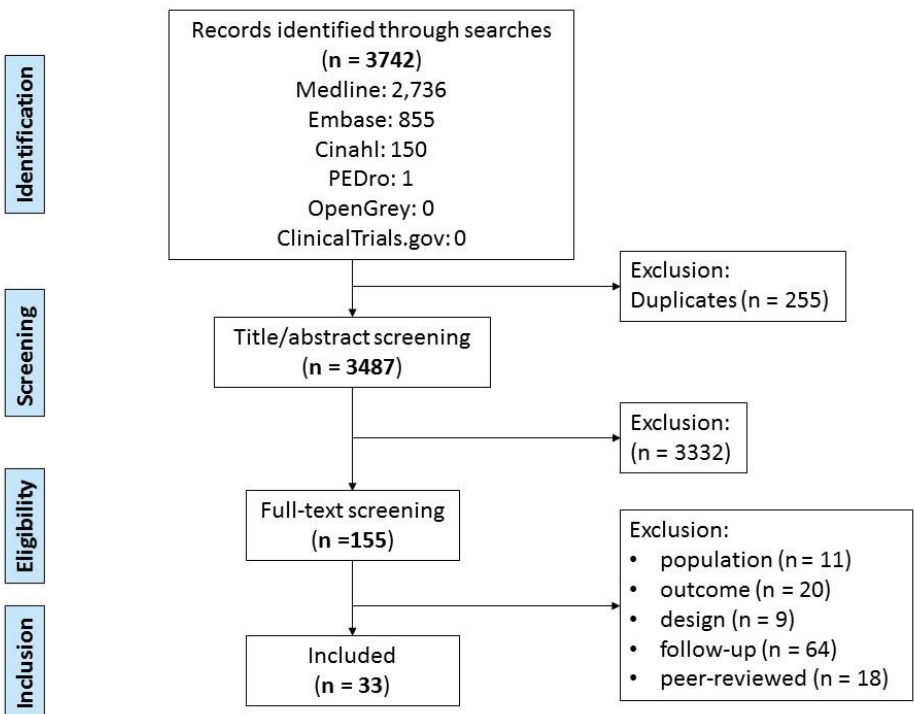 Identification
Records identified through searches
(n = 3742)
Medline: 2,736
Embase: 855
Cinahl: 150
PEDro: 1
OpenGrey: 0
ClinicalTrials.gov: 0
Exclusion:
Duplicates (n = 255)
Screening
Title/abstract screening
(n = 3487)
Exclusion:
(n = 3332)
Eligibility
Full-text screening
(n =155)
Exclusion:
• population (n = 11)
• outcome (n = 20)
• design (n = 9)
• follow-up (n = 64)
• peer-reviewed (n = 18)
Inclusion
Included
(n = 33)